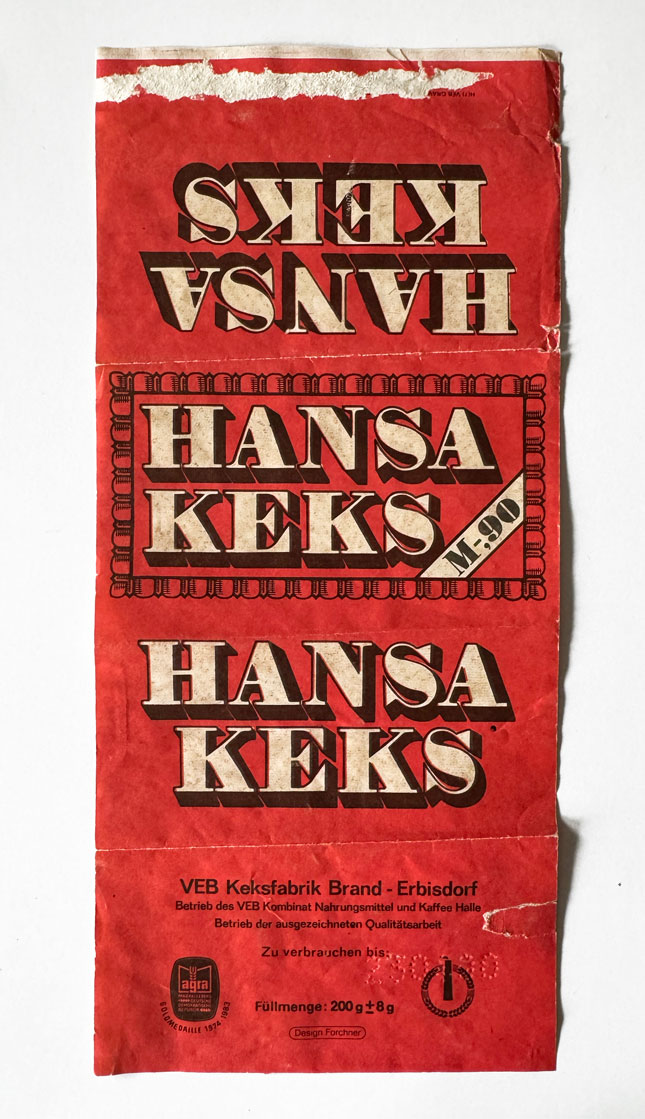 HANSA
KEKS
HANSA
KEKS
M-,90
HANSA
KEKS
VEB Keksfabrik Brand - Erbisdorf
Betrieb des VEB Kombinat Nahrungsmittel und Kaffee Halle
Betrieb der ausgezeichneten Qualitätsarbeit
Zu verbrauchen bis:
agra
GOLDMEDAILLE 1974 1983
Füllmenge: 200 g ± 8 g
Design Forchner